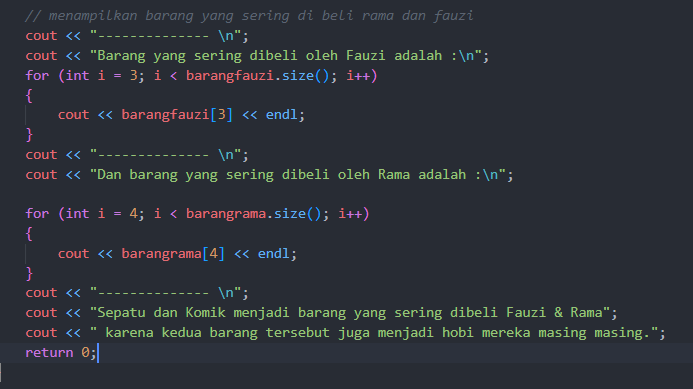 // menampilkan barang yang sering di beli rama dan fauzi
cout << "-------------- \n";
cout << "Barang yang sering dibeli oleh Fauzi adalah :\n";
for (int i = 3; i < barangfauzi.size(); i++)
{
    cout << barangfauzi[3] << endl;
}
cout << "-------------- \n";
cout << "Dan barang yang sering dibeli oleh Rama adalah :\n";

for (int i = 4; i < barangrama.size(); i++)
{
    cout << barangrama[4] << endl;
}
cout << "-------------- \n";
cout << "Sepatu dan Komik menjadi barang yang sering dibeli Fauzi & Rama";
cout << " karena kedua barang tersebut juga menjadi hobi mereka masing masing.";
return 0;